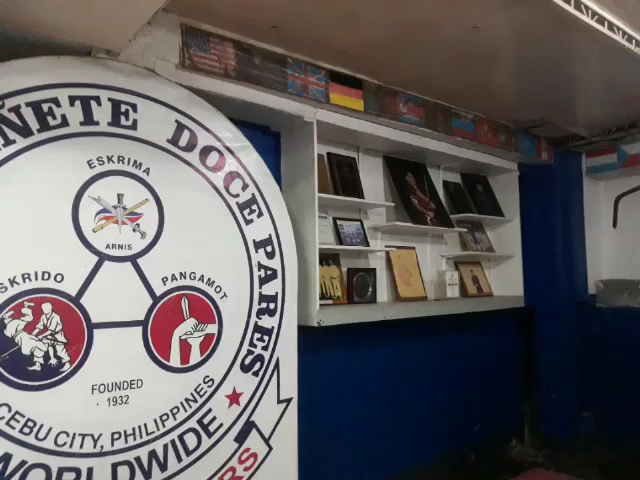 ÑETE DOCE PARES
ESKRIMA
ARNIS
SKRIDO
PANGAMOT
FOUNDED
1932
CEBU CITY, PHILIPPINES
WORLDWIDE
RS